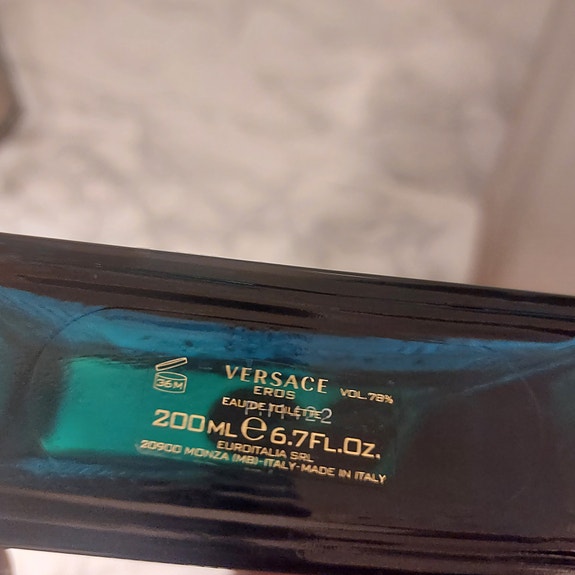 36M
VERSACE
EROS
VOL.78%
EAU DE TOILETTE
200ML e 6.7FL.OZ.
EUROITALIA SRL
20900 MONZA (MB)-ITALY-MADE IN ITALY